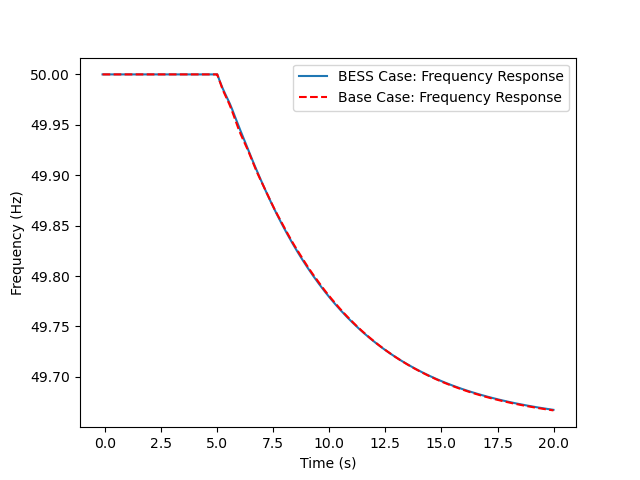 BESS Case: Frequency Response
Base Case: Frequency Response
50.00
49.95
49.90
49.85
49.80
49.75
49.70
Frequency (Hz)
0.0 2.5 5.0 7.5 10.0 12.5 15.0 17.5 20.0
Time (s)